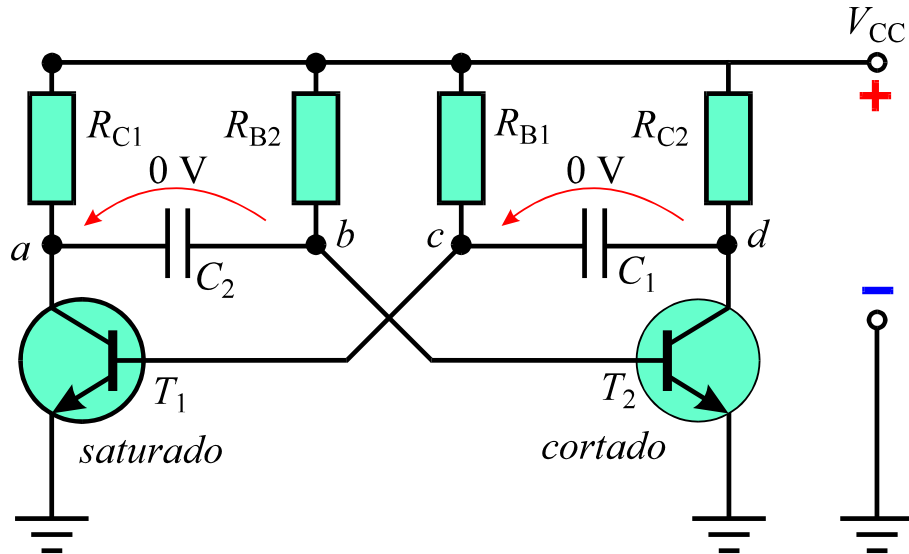 V_CC
+
R_C1
R_B2
R_B1
R_C2
0 V
0 V
a
b
c
d
C_2
C_1
−
T_1
T_2
saturado
cortado